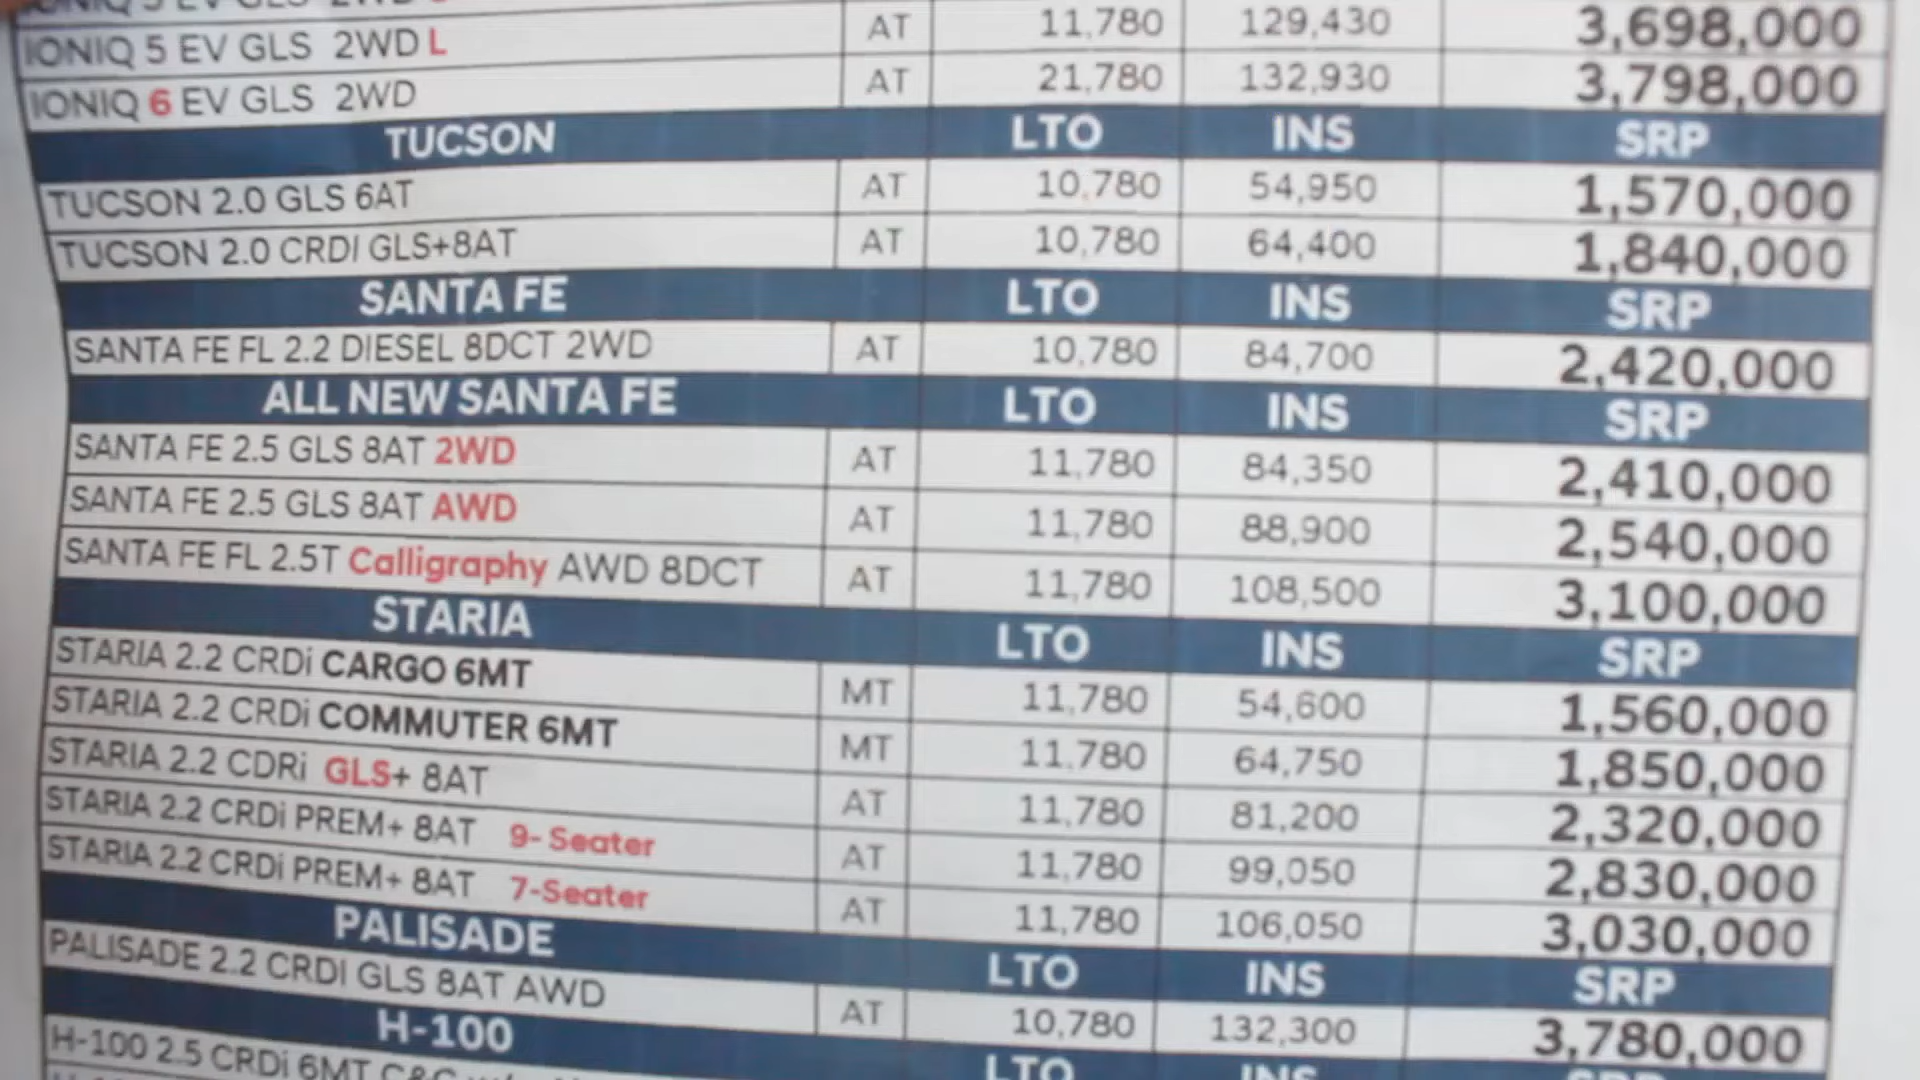 IONIQ 5 EV GLS 2WD L AT 11,780 129,430 3,698,000
IONIQ 6 EV GLS 2WD AT 21,780 132,930 3,798,000
TUCSON LTO INS SRP
TUCSON 2.0 GLS 6AT AT 10,780 54,950 1,570,000
TUCSON 2.0 CRDI GLS+8AT AT 10,780 64,400 1,840,000
SANTA FE LTO INS SRP
SANTA FE FL 2.2 DIESEL 8DCT 2WD AT 10,780 84,700 2,420,000
ALL NEW SANTA FE LTO INS SRP
SANTA FE 2.5 GLS 8AT 2WD AT 11,780 84,350 2,410,000
SANTA FE 2.5 GLS 8AT AWD AT 11,780 88,900 2,540,000
SANTA FE FL 2.5T Calligraphy AWD 8DCT AT 11,780 108,500 3,100,000
STARIA LTO INS SRP
STARIA 2.2 CRDi CARGO 6MT MT 11,780 54,600 1,560,000
STARIA 2.2 CRDi COMMUTER 6MT MT 11,780 64,750 1,850,000
STARIA 2.2 CDRi GLS+ 8AT AT 11,780 81,200 2,320,000
STARIA 2.2 CRDi PREM+ 8AT 9- Seater AT 11,780 99,050 2,830,000
STARIA 2.2 CRDi PREM+ 8AT 7-Seater AT 11,780 106,050 3,030,000
PALISADE LTO INS SRP
PALISADE 2.2 CRDI GLS 8AT AWD AT 10,780 132,300 3,780,000
H-100 LTO INS SRP
H-100 2.5 CRDi 6MT C&C